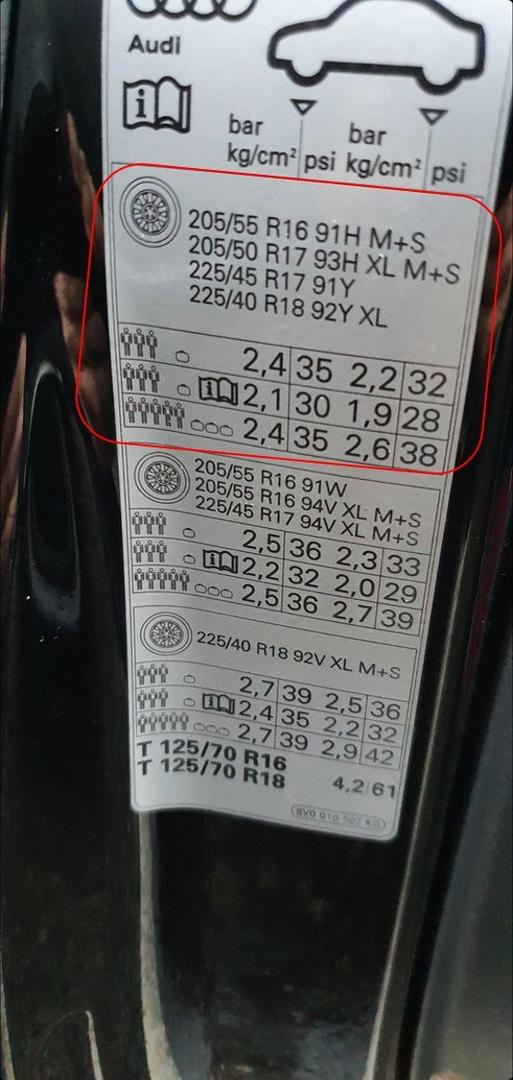 Audi
bar bar
kg/cm² psi kg/cm² psi
205/55 R16 91H M+S
205/50 R17 93H XL M+S
225/45 R17 91Y
225/40 R18 92Y XL
2,4 35 2,2 32
2,1 30 1,9 28
2,4 35 2,6 38
205/55 R16 91W
205/55 R16 94V XL M+S
225/45 R17 94V XL M+S
2,5 36 2,3 33
2,2 32 2,0 29
2,5 36 2,7 39
225/40 R18 92V XL M+S
2,7 39 2,5 36
2,4 35 2,2 32
2,7 39 2,9 42
T 125/70 R16
T 125/70 R18 4,2 61